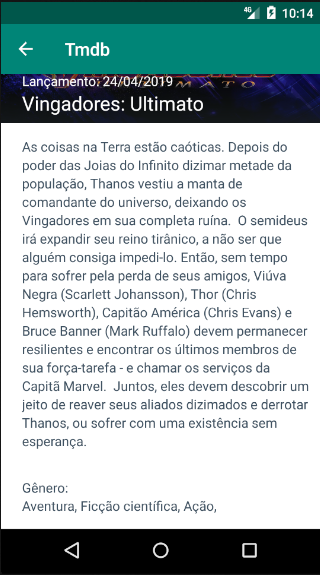 4G 10:14
Tmdb
Lançamento: 24/04/2019
Vingadores: Ultimato
As coisas na Terra estão caóticas. Depois do
poder das Joias do Infinito dizimar metade da
população, Thanos vestiu a manta de
comandante do universo, deixando os
Vingadores em sua completa ruína.  O semideus
irá expandir seu reino tirânico, a não ser que
alguém consiga impedi-lo. Então, sem tempo
para sofrer pela perda de seus amigos, Viúva
Negra (Scarlett Johansson), Thor (Chris
Hemsworth), Capitão América (Chris Evans) e
Bruce Banner (Mark Ruffalo) devem permanecer
resilientes e encontrar os últimos membros de
sua força-tarefa - e chamar os serviços da
Capitã Marvel.  Juntos, eles devem descobrir um
jeito de reaver seus aliados dizimados e derrotar
Thanos, ou sofrer com uma existência sem
esperança.
Gênero:
Aventura, Ficção científica, Ação,